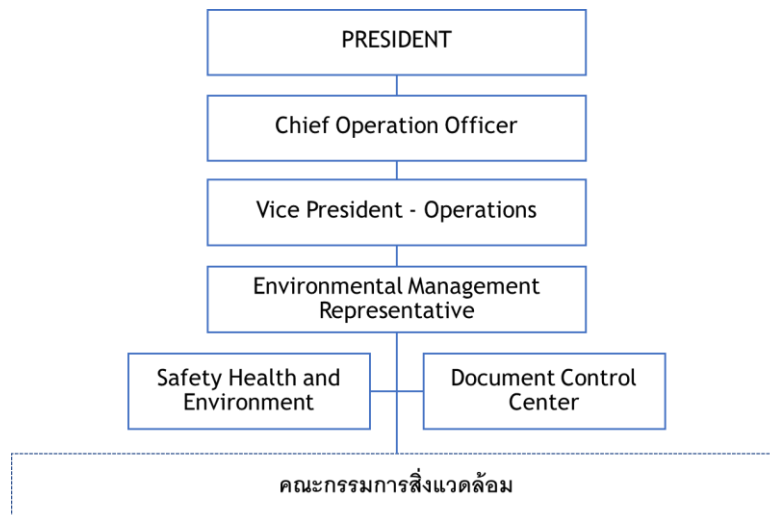 PRESIDENT
Chief Operation Officer
Vice President - Operations
Environmental Management
Representative
Safety Health and
Environment
Document Control
Center
คณะกรรมการสิ่งแวดล้อม